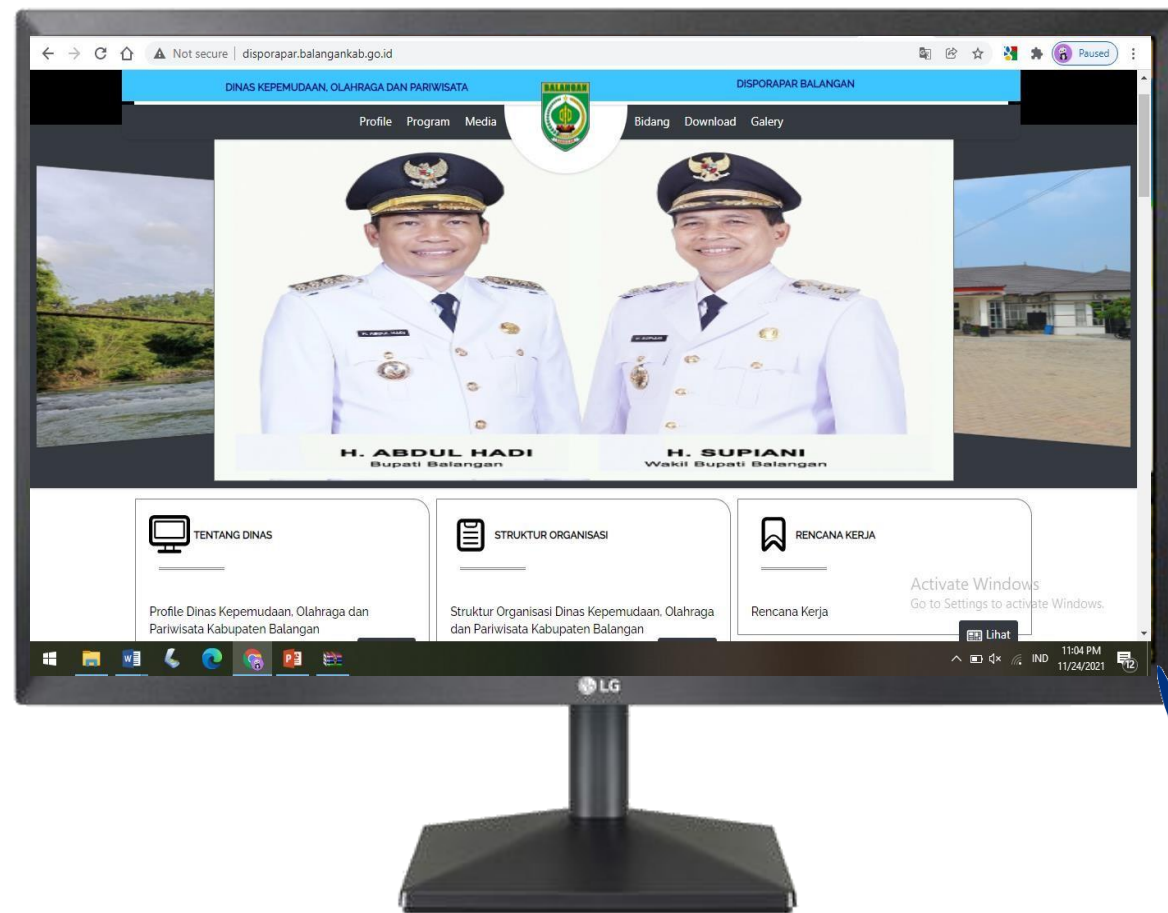 Not secure | disporapar.balangankab.go.id
Paused
DINAS KEPEMUDAAN, OLAHRAGA DAN PARIWISATA
BALANGAN
DISPORAPAR BALANGAN
Profile Program Media
Bidang Download Galery
H. ABDUL HADI
H. SUPIANI
H. ABDUL HADI
Bupati Balangan
H. SUPIANI
Wakil Bupati Balangan
TENTANG DINAS
STRUKTUR ORGANISASI
RENCANA KERJA
Profile Dinas Kepemudaan, Olahraga dan
Pariwisata Kabupaten Balangan
Struktur Organisasi Dinas Kepemudaan, Olahraga
dan Pariwisata Kabupaten Balangan
Rencana Kerja
Activate Windows
Go to Settings to activate Windows.
Lihat
IND
11:04 PM
11/24/2021
12
LG